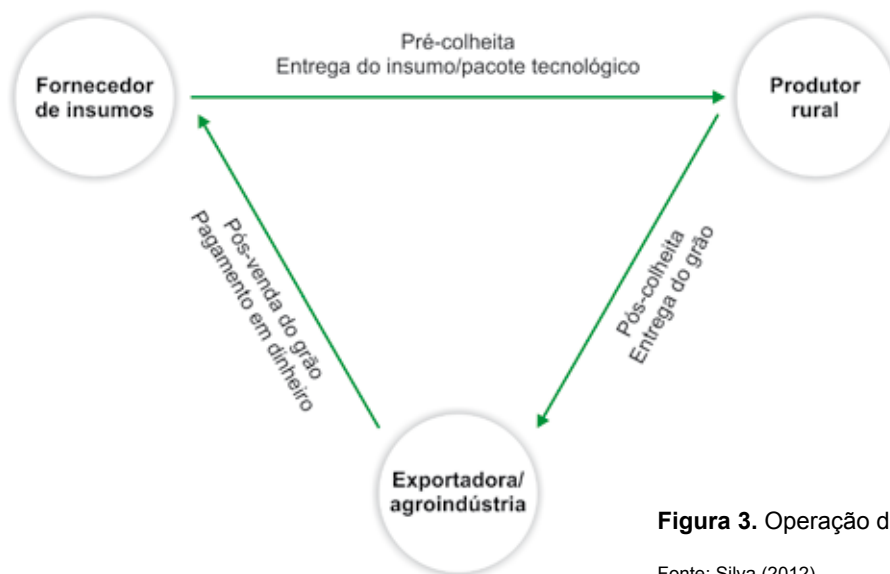 Pré-colheita
Entrega do insumo/pacote tecnológico
Fornecedor
de insumos
Produtor
rural
Pós-venda do grão
Pagamento em dinheiro
Pós-colheita
Entrega do grão
Exportadora/
agroindústria
Figura 3. Operação d
Fonte: Silva (2012)